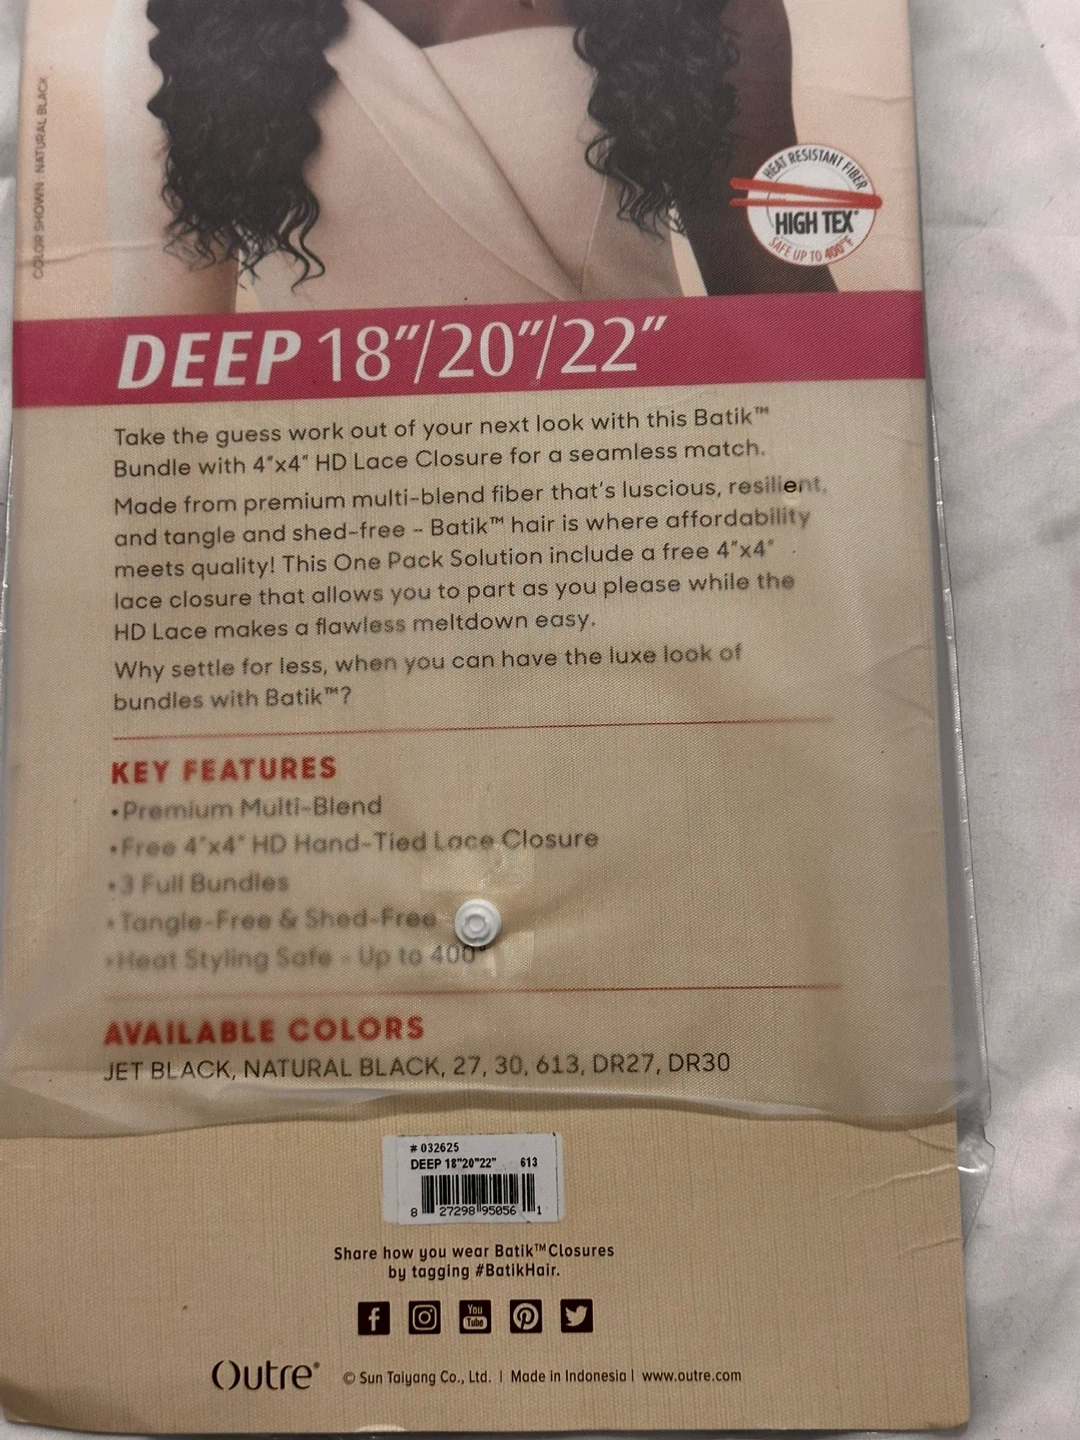 COLOR SHOWN: NATURAL BLACK
HEAT RESISTANT FIBER
HIGH TEX®
SAFE UP TO 400°F
DEEP 18"/20"/22"
Take the guess work out of your next look with this Batik™
Bundle with 4"x4" HD Lace Closure for a seamless match.
Made from premium multi-blend fiber that's luscious, resilient,
and tangle and shed-free - Batik™ hair is where affordability
meets quality! This One Pack Solution include a free 4"x4"
lace closure that allows you to part as you please while the
HD Lace makes a flawless meltdown easy.
Why settle for less, when you can have the luxe look of
bundles with Batik™?
KEY FEATURES
•Premium Multi-Blend
•Free 4"x4" HD Hand-Tied Lace Closure
•3 Full Bundles
•Tangle-Free & Shed-Free
•Heat Styling Safe - Up to 400°
AVAILABLE COLORS
JET BLACK, NATURAL BLACK, 27, 30, 613, DR27, DR30
# 032625
DEEP 18"20"22" 613
8 27298 95056 1
Share how you wear Batik™Closures
by tagging #BatikHair.
You
Tube
Outre® © Sun Taiyang Co., Ltd. | Made in Indonesia | www.outre.com